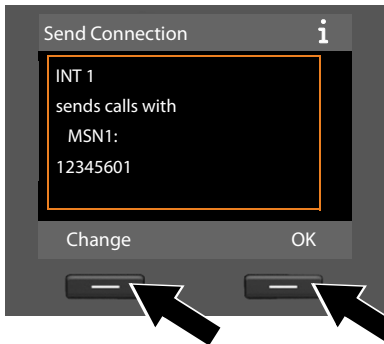 Send Connection i
INT 1
sends calls with
MSN1:
12345601
Change OK